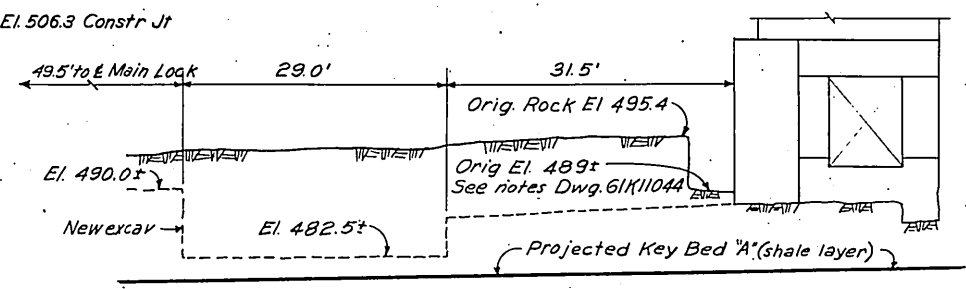 El. 506.3 Constr Jt
49.5' to ℄ Main Lock
29.0'
31.5'
Orig. Rock El 495.4
Orig El. 489±
See notes Dwg. 61K11044
El. 490.0±
New excav
El. 482.5±
Projected Key Bed "A" (shale layer)